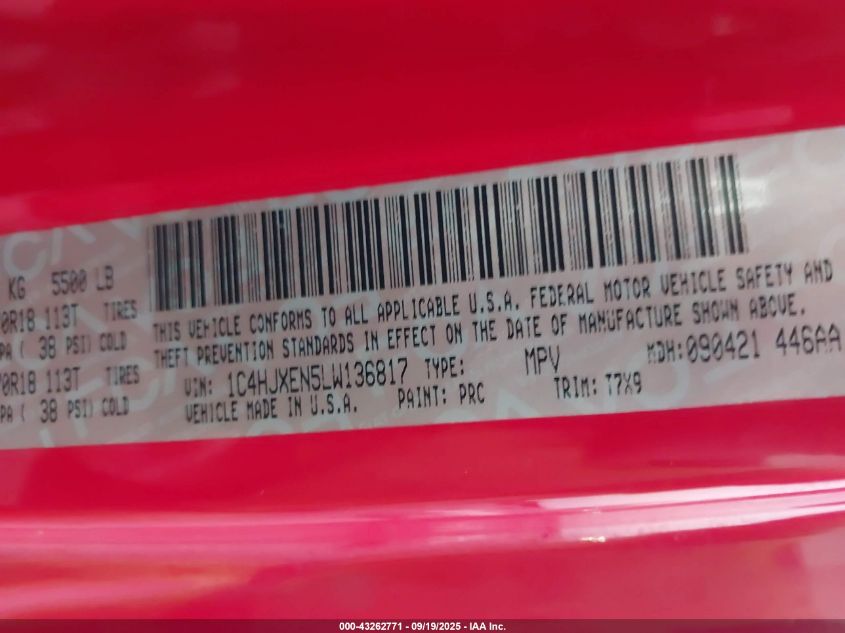 KG 5500 LB
0R18 113T TIRES
PA ( 38 PSI) COLD
70R18 113T TIRES
PA ( 38 PSI) COLD
THIS VEHICLE CONFORMS TO ALL APPLICABLE U.S.A. FEDERAL MOTOR VEHICLE SAFETY AND
THEFT PREVENTION STANDARDS IN EFFECT ON THE DATE OF MANUFACTURE SHOWN ABOVE.
VIN: 1C4HJXEN5LW136817 TYPE: MPV MDH:090421 446AA
VEHICLE MADE IN U.S.A. PAINT: PRC TRIM: T7X9
000-43262771 - 09/19/2025 - IAA Inc.